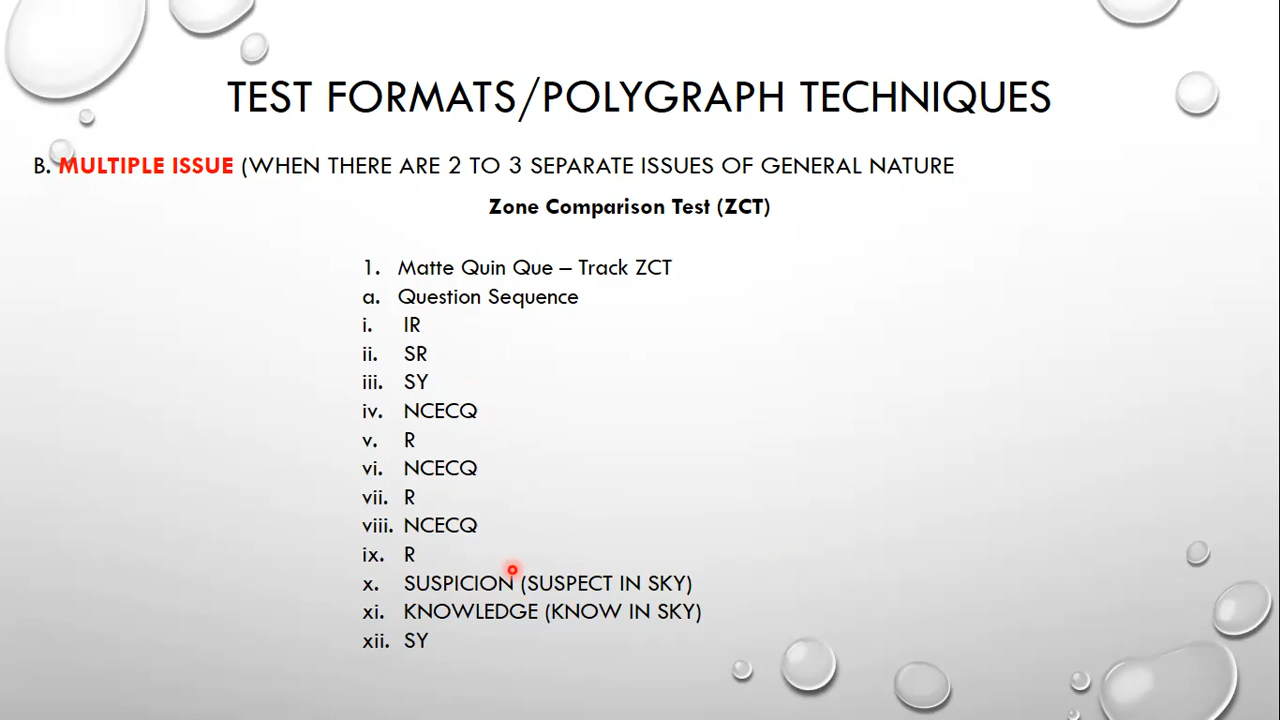 TEST FORMATS/POLYGRAPH TECHNIQUES
B. MULTIPLE ISSUE (WHEN THERE ARE 2 TO 3 SEPARATE ISSUES OF GENERAL NATURE
Zone Comparison Test (ZCT)
1. Matte Quin Que – Track ZCT
a. Question Sequence
i. IR
ii. SR
iii. SY
iv. NCECQ
v. R
vi. NCECQ
vii. R
viii. NCECQ
ix. R
x. SUSPICION (SUSPECT IN SKY)
xi. KNOWLEDGE (KNOW IN SKY)
xii. SY